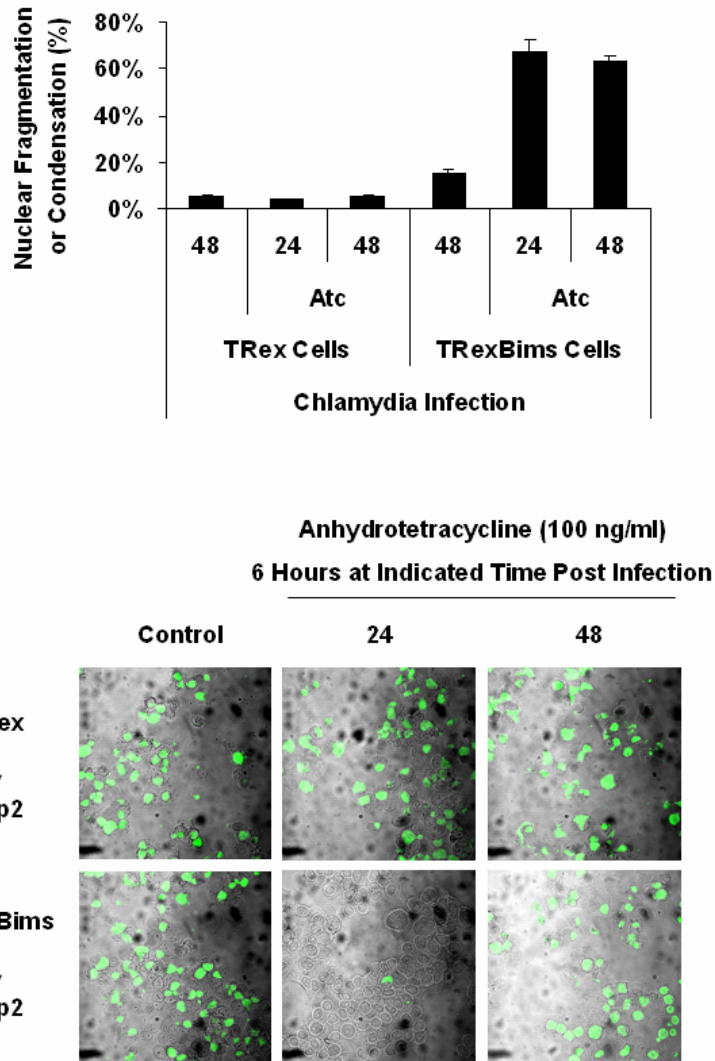 Nuclear Fragmentation
or Condensation (%)
80%
60%
40%
20%
0%
48 24 48 48 24 48
Atc Atc
TRex Cells TRexBims Cells
Chlamydia Infection
Anhydrotetracycline (100 ng/ml)
6 Hours at Indicated Time Post Infection
Control 24 48
ex
p2
Bims
p2